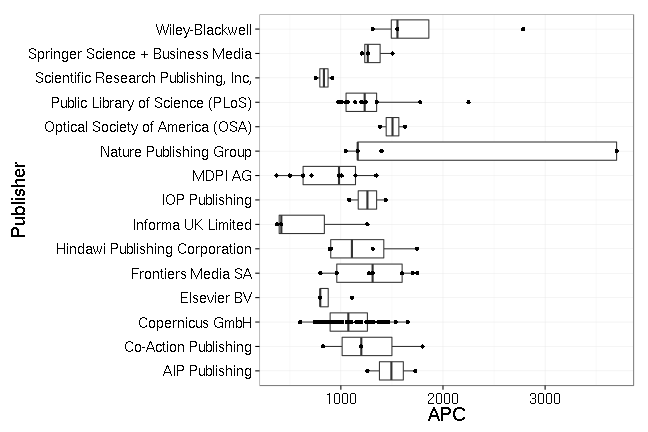 Wiley-Blackwell
Springer Science + Business Media
Scientific Research Publishing, Inc,
Public Library of Science (PLoS)
Optical Society of America (OSA)
Nature Publishing Group
MDPI AG
IOP Publishing
Informa UK Limited
Hindawi Publishing Corporation
Frontiers Media SA
Elsevier BV
Copernicus GmbH
Co-Action Publishing
AIP Publishing
Publisher
1000 2000 3000
APC